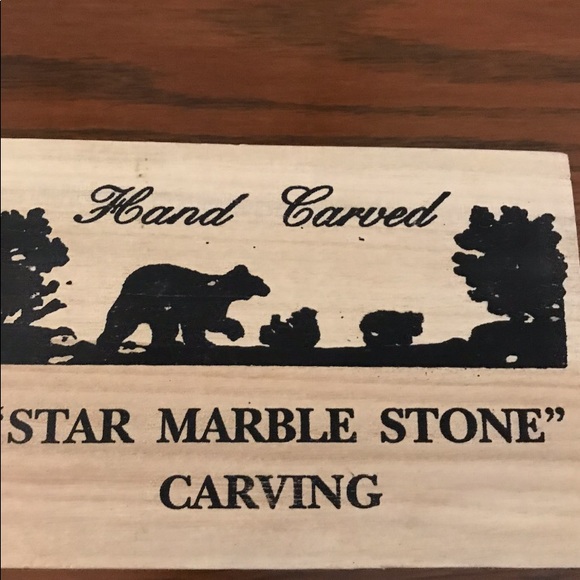 Hand Carved
"STAR MARBLE STONE"
CARVING